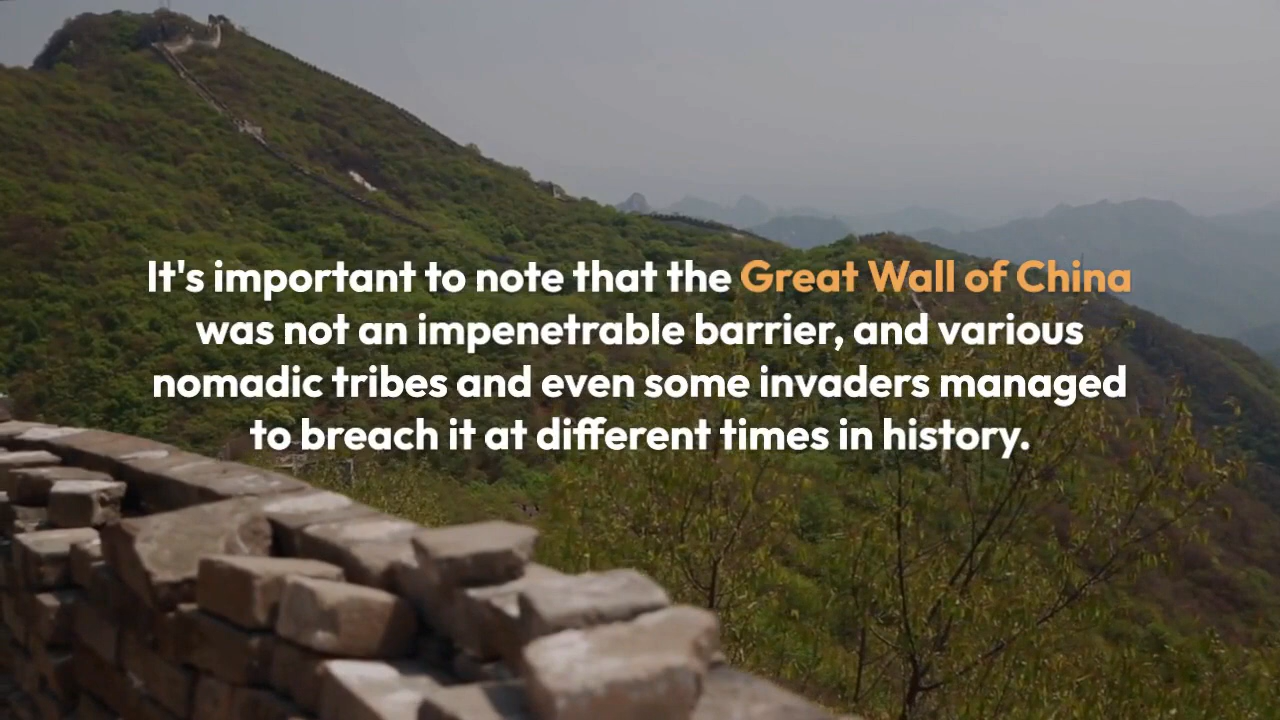 It's important to note that the Great Wall of China
was not an impenetrable barrier, and various
nomadic tribes and even some invaders managed
to breach it at different times in history.